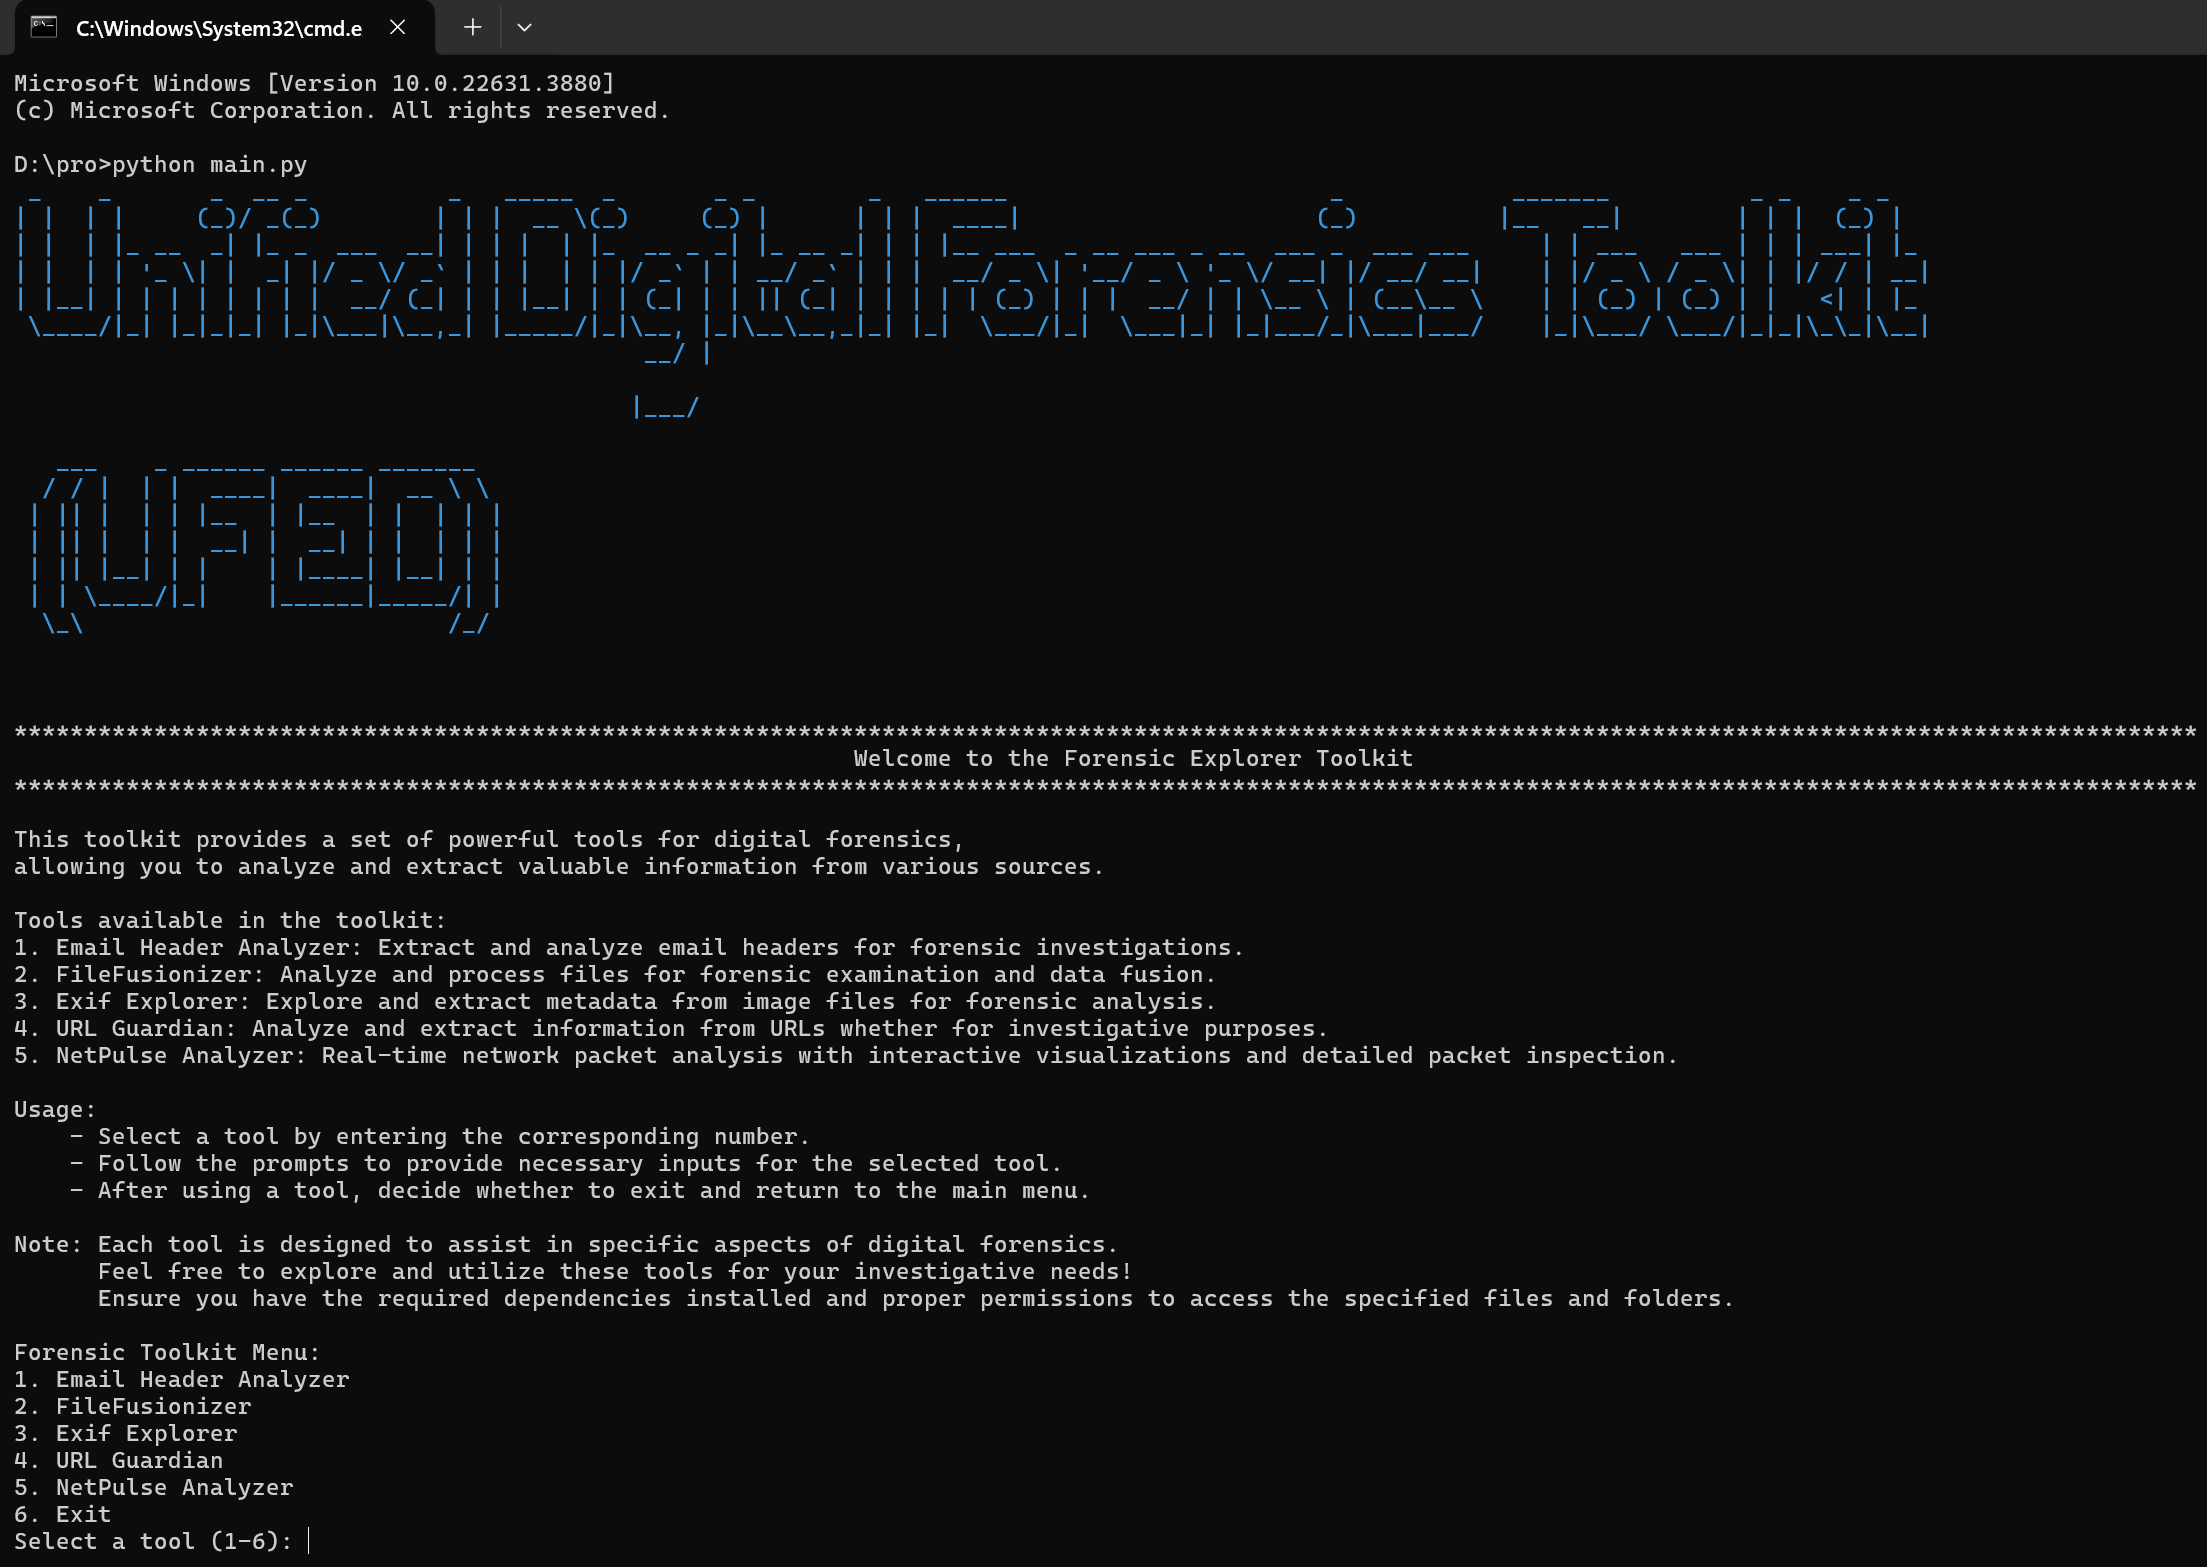 C:\Windows\System32\cmd.e
Microsoft Windows [Version 10.0.22631.3880]
(c) Microsoft Corporation. All rights reserved.
D:\pro>python main.py
Unified Digital Forensics Toolkit
(UFED)
Welcome to the Forensic Explorer Toolkit
This toolkit provides a set of powerful tools for digital forensics,
allowing you to analyze and extract valuable information from various sources.
Tools available in the toolkit:
1. Email Header Analyzer: Extract and analyze email headers for forensic investigations.
2. FileFusionizer: Analyze and process files for forensic examination and data fusion.
3. Exif Explorer: Explore and extract metadata from image files for forensic analysis.
4. URL Guardian: Analyze and extract information from URLs whether for investigative purposes.
5. NetPulse Analyzer: Real-time network packet analysis with interactive visualizations and detailed packet inspection.
Usage:
- Select a tool by entering the corresponding number.
- Follow the prompts to provide necessary inputs for the selected tool.
- After using a tool, decide whether to exit and return to the main menu.
Note: Each tool is designed to assist in specific aspects of digital forensics.
Feel free to explore and utilize these tools for your investigative needs!
Ensure you have the required dependencies installed and proper permissions to access the specified files and folders.
Forensic Toolkit Menu:
1. Email Header Analyzer
2. FileFusionizer
3. Exif Explorer
4. URL Guardian
5. NetPulse Analyzer
6. Exit
Select a tool (1-6):